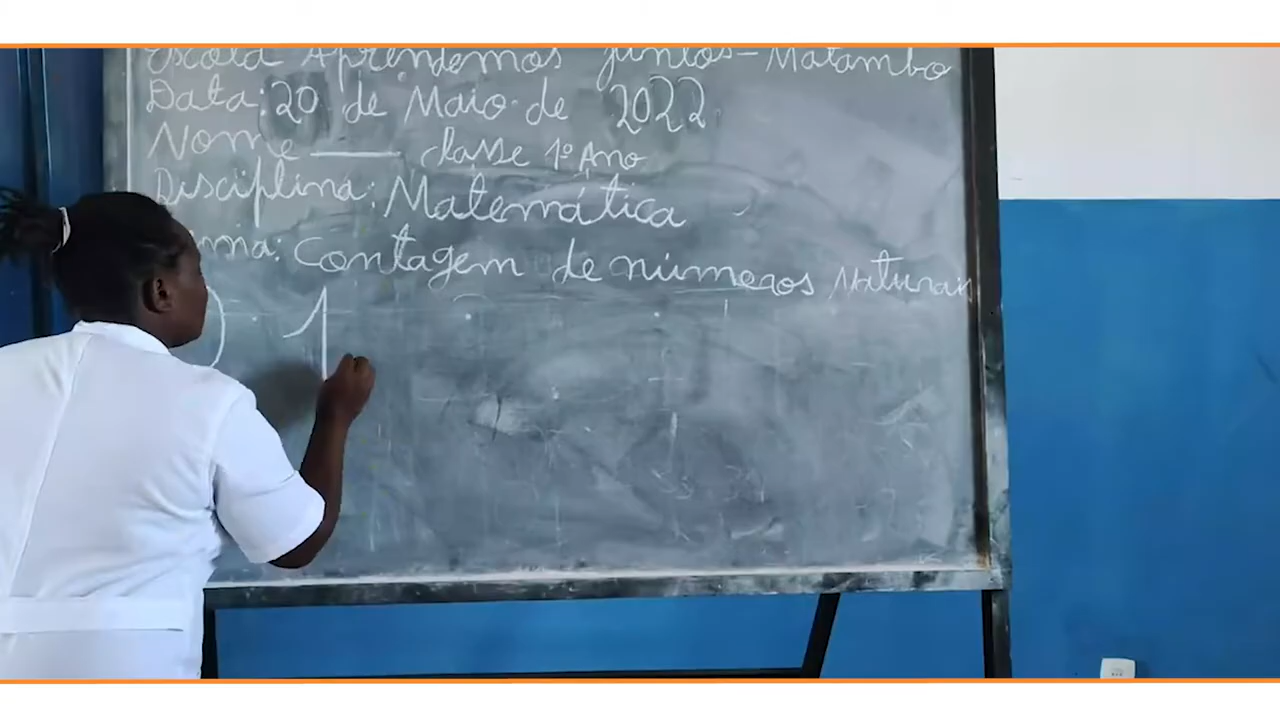 Escola Aprendemos juntos - Matambo
Data: 20 de Maio de 2022
Nome ____ classe 1º Ano
Disciplina: Matemática
Contagem de números Naturais
) 1